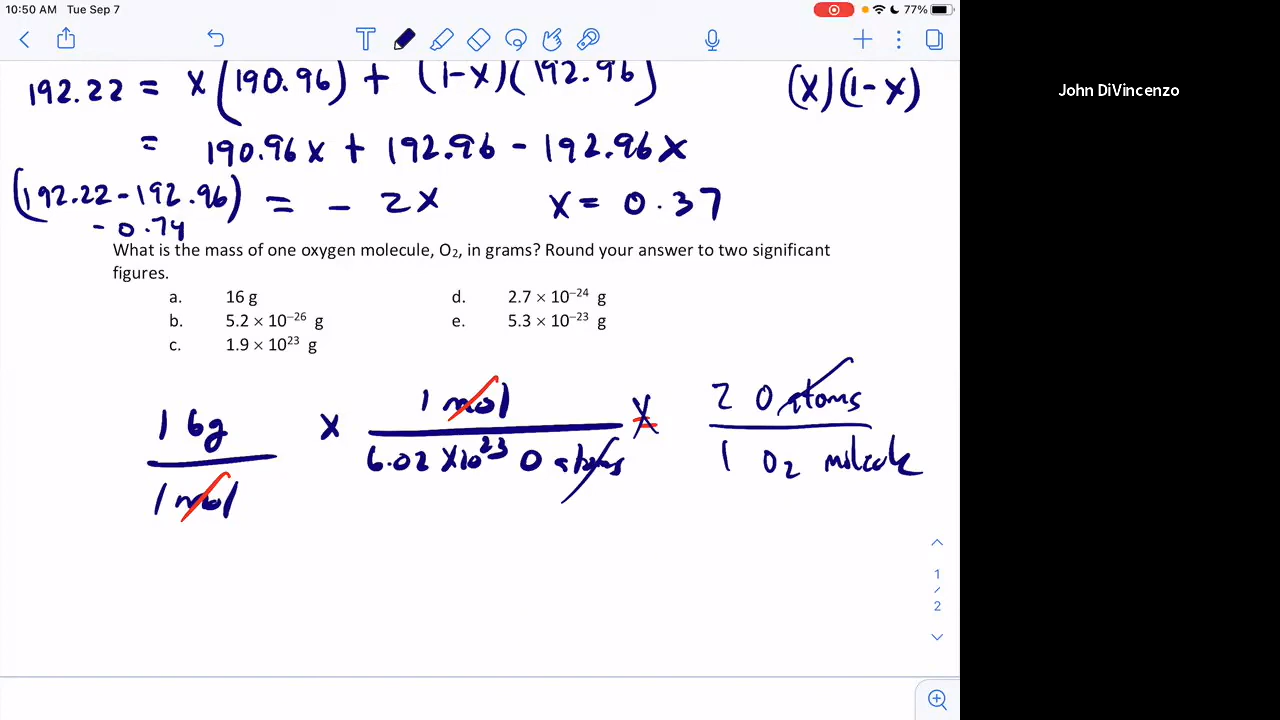 10:50 AM Tue Sep 7 77%
T
192.22 = x(190.96) + (1-x)(192.96) (x)(1-x)
= 190.96x + 192.96 - 192.96x
(192.22-192.96) = - 2x x = 0.37
- 0.74
What is the mass of one oxygen molecule, O₂, in grams? Round your answer to two significant
figures.
a. 16 g d. 2.7 × 10⁻²⁴ g
b. 5.2 × 10⁻²⁶ g e. 5.3 × 10⁻²³ g
c. 1.9 × 10²³ g
16g x 1 mol x 2 O atoms
1 mol 6.02 x10²³ O atoms 1 O₂ molecule
1
/
2
John DiVincenzo